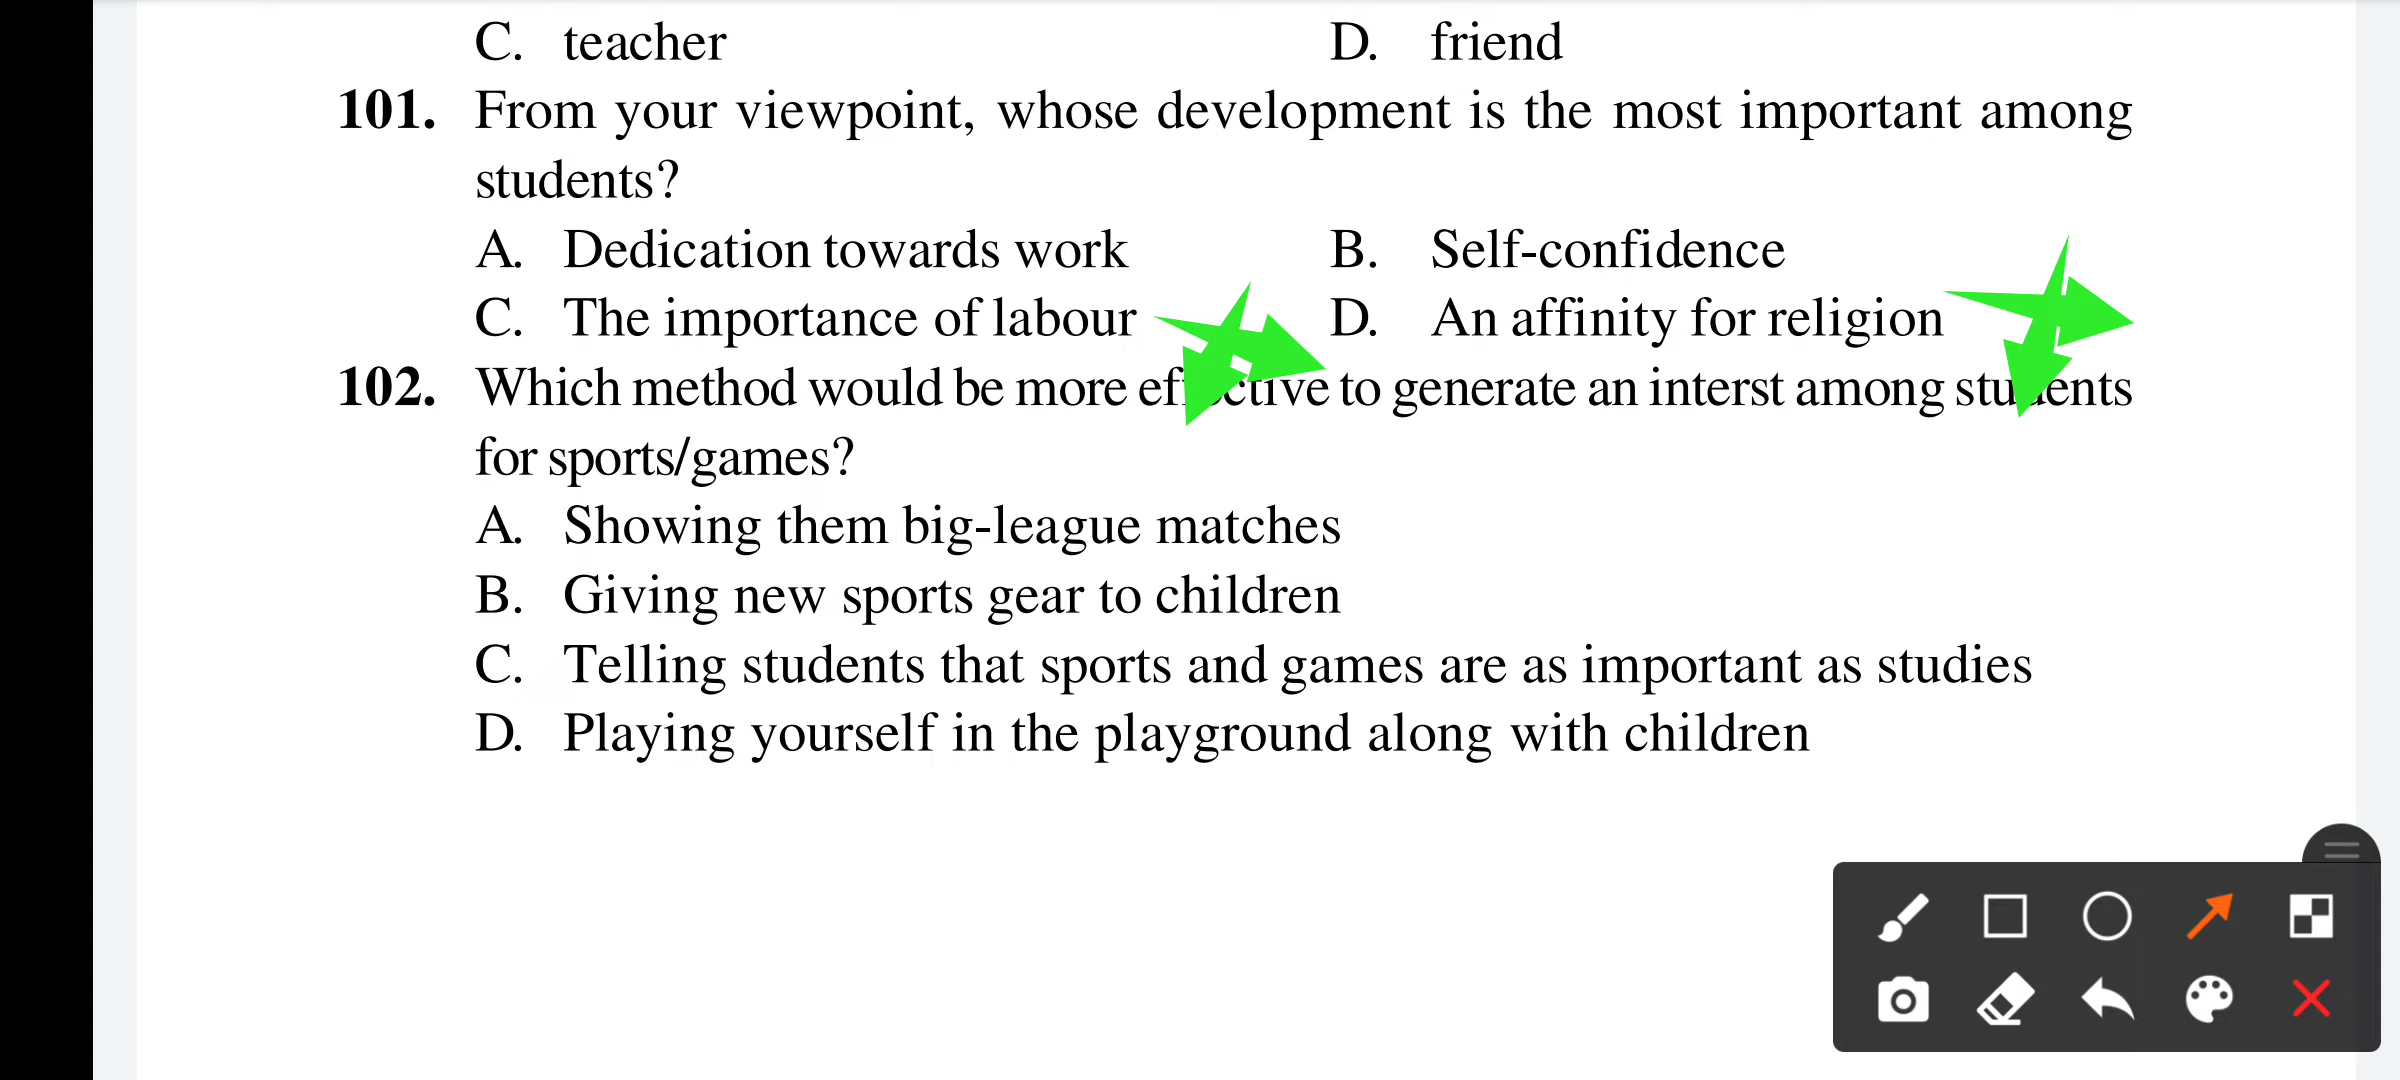 C. teacher D. friend
101. From your viewpoint, whose development is the most important among
students?
A. Dedication towards work B. Self-confidence
C. The importance of labour D. An affinity for religion
102. Which method would be more effective to generate an interst among students
for sports/games?
A. Showing them big-league matches
B. Giving new sports gear to children
C. Telling students that sports and games are as important as studies
D. Playing yourself in the playground along with children